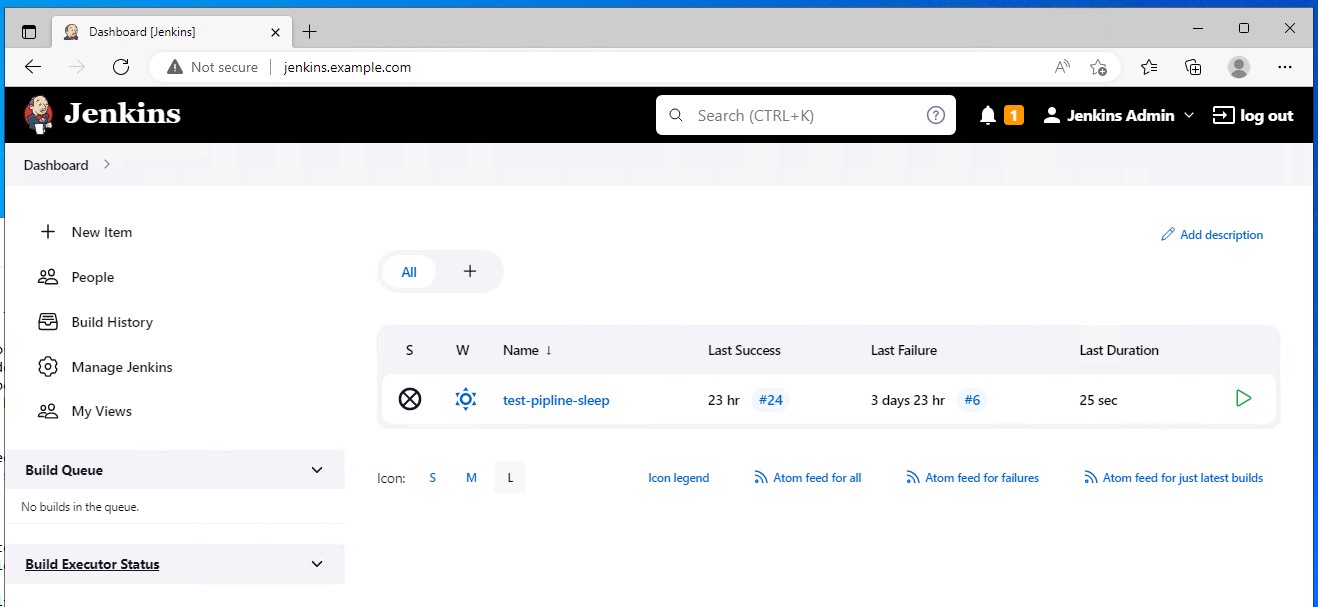 Dashboard [Jenkins]
Not secure jenkins.example.com
Jenkins
Search (CTRL+K)
1
Jenkins Admin
log out
Dashboard
New Item
People
Build History
Manage Jenkins
My Views
Build Queue
No builds in the queue.
Build Executor Status
Add description
All
S W Name ↓ Last Success Last Failure Last Duration
test-pipline-sleep 23 hr #24 3 days 23 hr #6 25 sec
Icon: S M L Icon legend Atom feed for all Atom feed for failures Atom feed for just latest builds